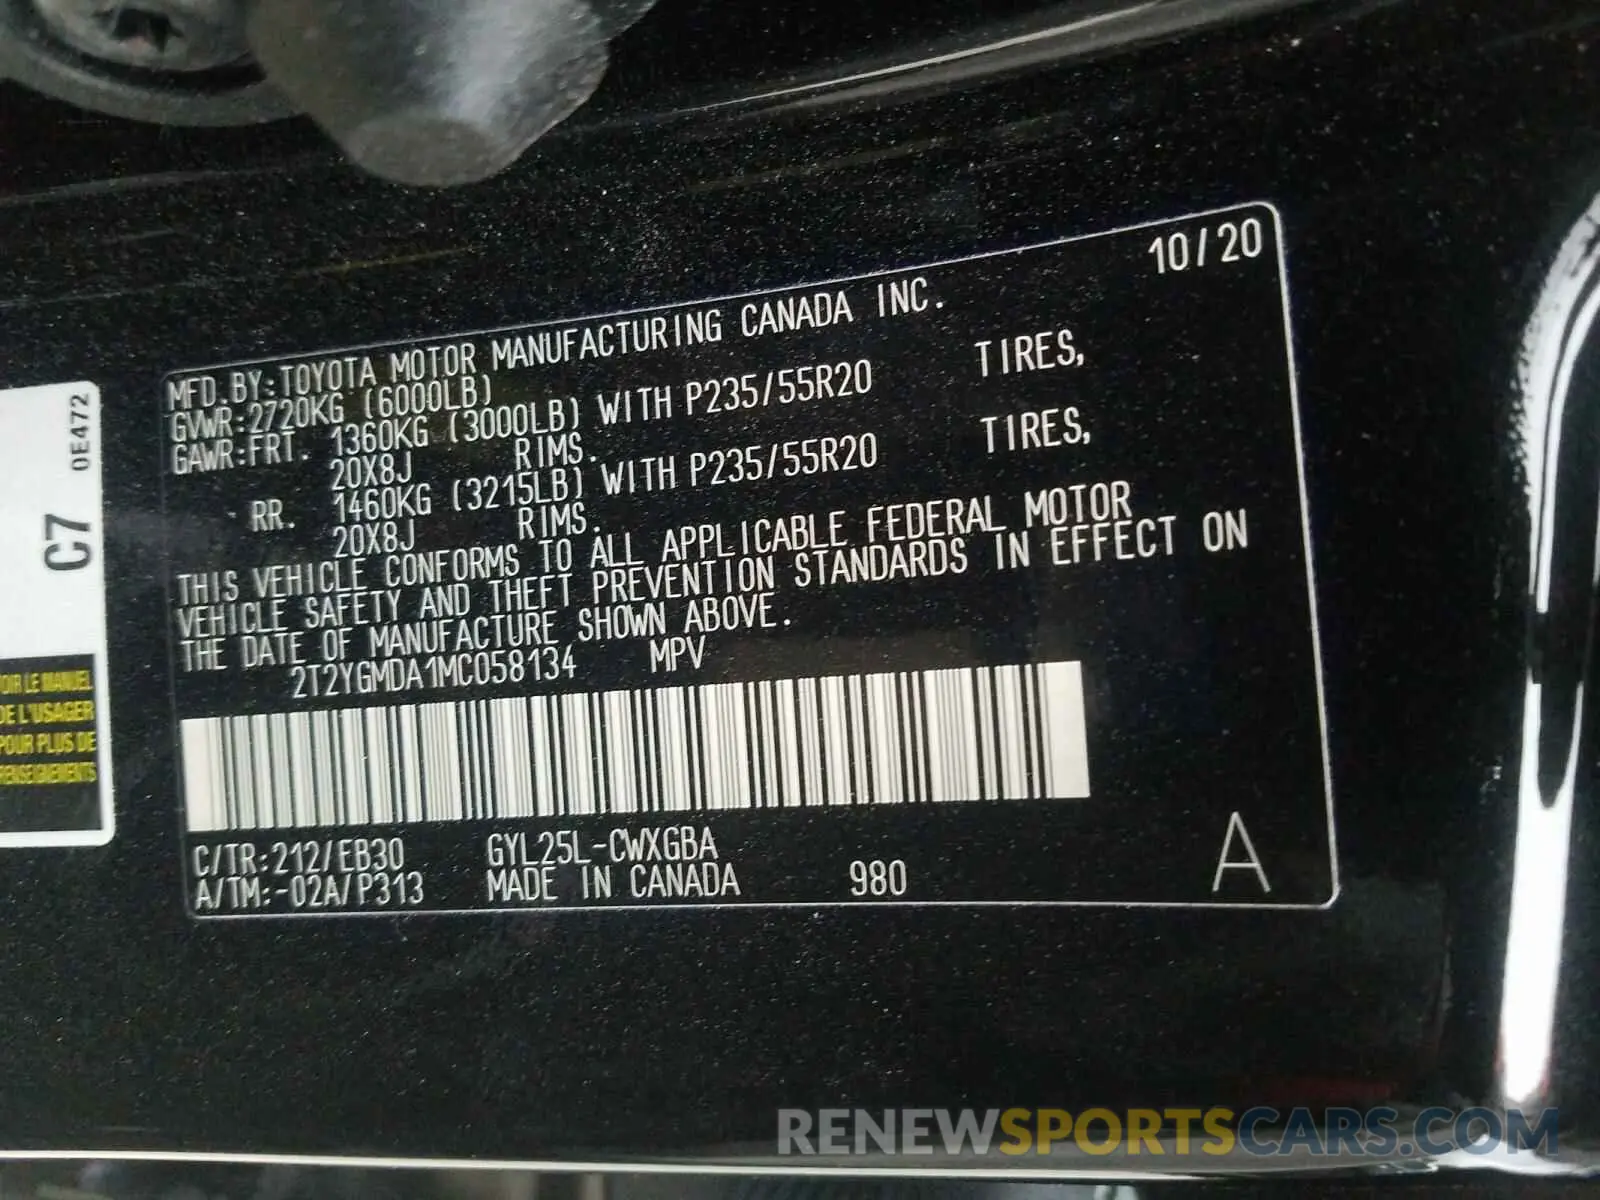 10/20
MFD.BY:TOYOTA MOTOR MANUFACTURING CANADA INC.
GVWR:2720KG (6000LB)
GAWR:FRT. 1360KG (3000LB) WITH P235/55R20 TIRES,
20X8J RIMS.
RR. 1460KG (3215LB) WITH P235/55R20 TIRES,
20X8J RIMS.
THIS VEHICLE CONFORMS TO ALL APPLICABLE FEDERAL MOTOR
VEHICLE SAFETY AND THEFT PREVENTION STANDARDS IN EFFECT ON
THE DATE OF MANUFACTURE SHOWN ABOVE.
2T2YGMDA1MC058134 MPV
C/TR:212/EB30 GYL25L-CWXGBA
A/TM:-02A/P313 MADE IN CANADA 980 A
C7 0E472
LE MANUEL
DE L'USAGER
POUR PLUS DE
RENEWSPORTSCARS.COM